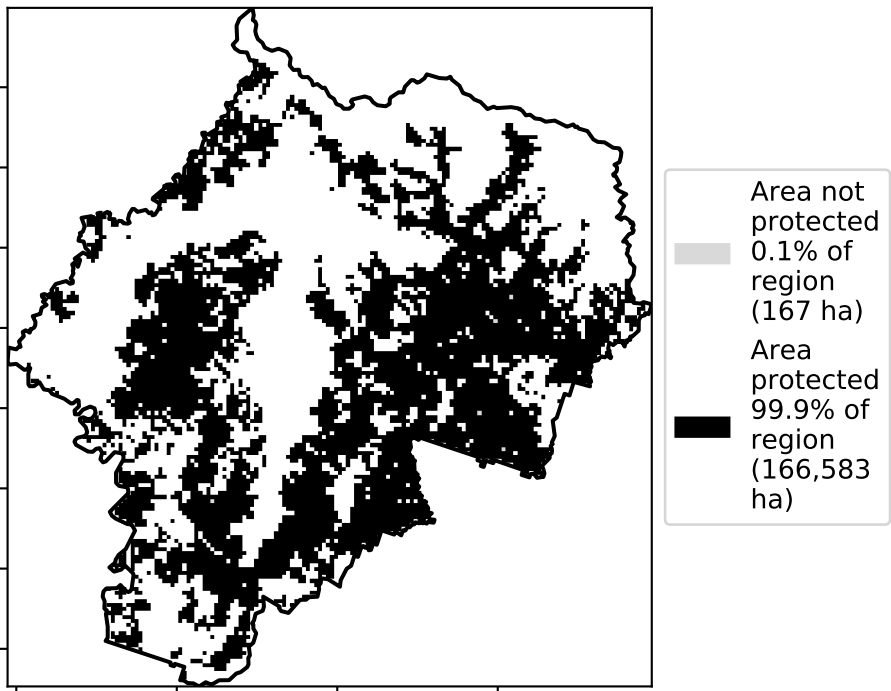 Area not
protected
0.1% of
region
(167 ha)
Area
protected
99.9% of
region
(166,583
ha)